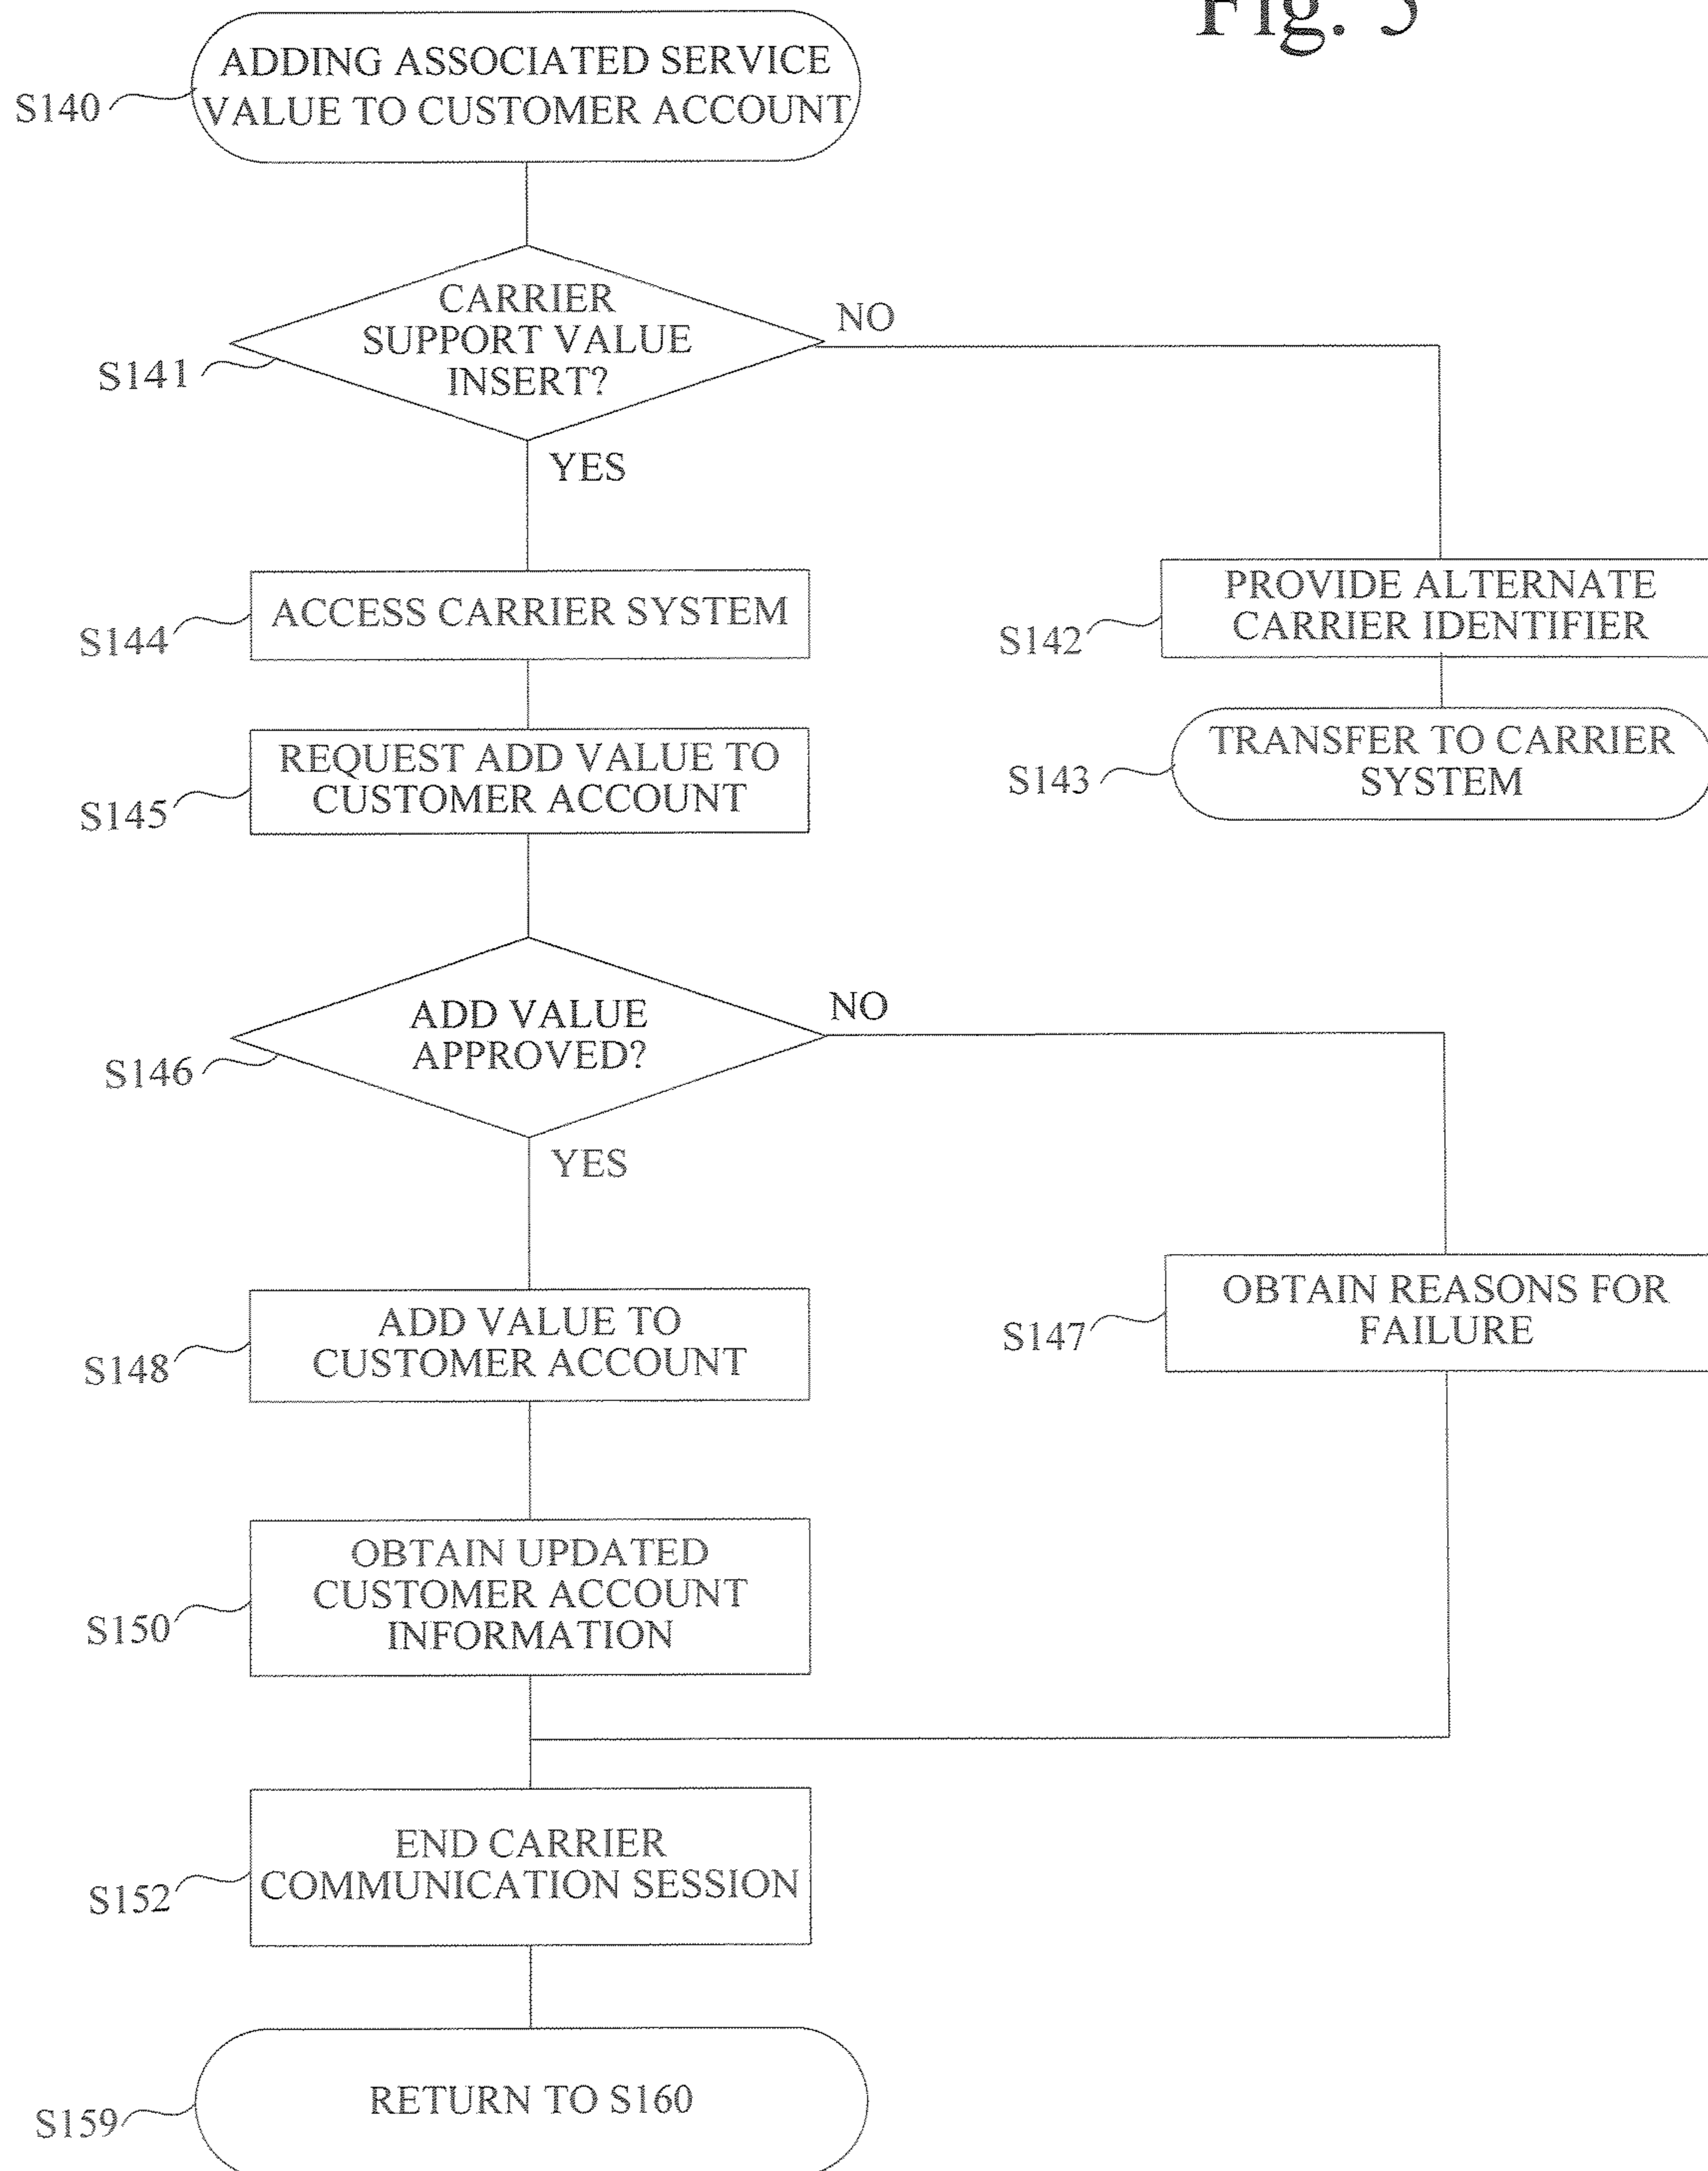 Fig. 5
ADDING ASSOCIATED SERVICE
VALUE TO CUSTOMER ACCOUNT
S140
CARRIER
SUPPORT VALUE
INSERT?
S141
NO
YES
ACCESS CARRIER SYSTEM
S144
PROVIDE ALTERNATE
CARRIER IDENTIFIER
S142
REQUEST ADD VALUE TO
CUSTOMER ACCOUNT
S145
TRANSFER TO CARRIER
SYSTEM
S143
ADD VALUE
APPROVED?
S146
NO
YES
ADD VALUE TO
CUSTOMER ACCOUNT
S148
OBTAIN REASONS FOR
FAILURE
S147
OBTAIN UPDATED
CUSTOMER ACCOUNT
INFORMATION
S150
END CARRIER
COMMUNICATION SESSION
S152
RETURN TO S160
S159